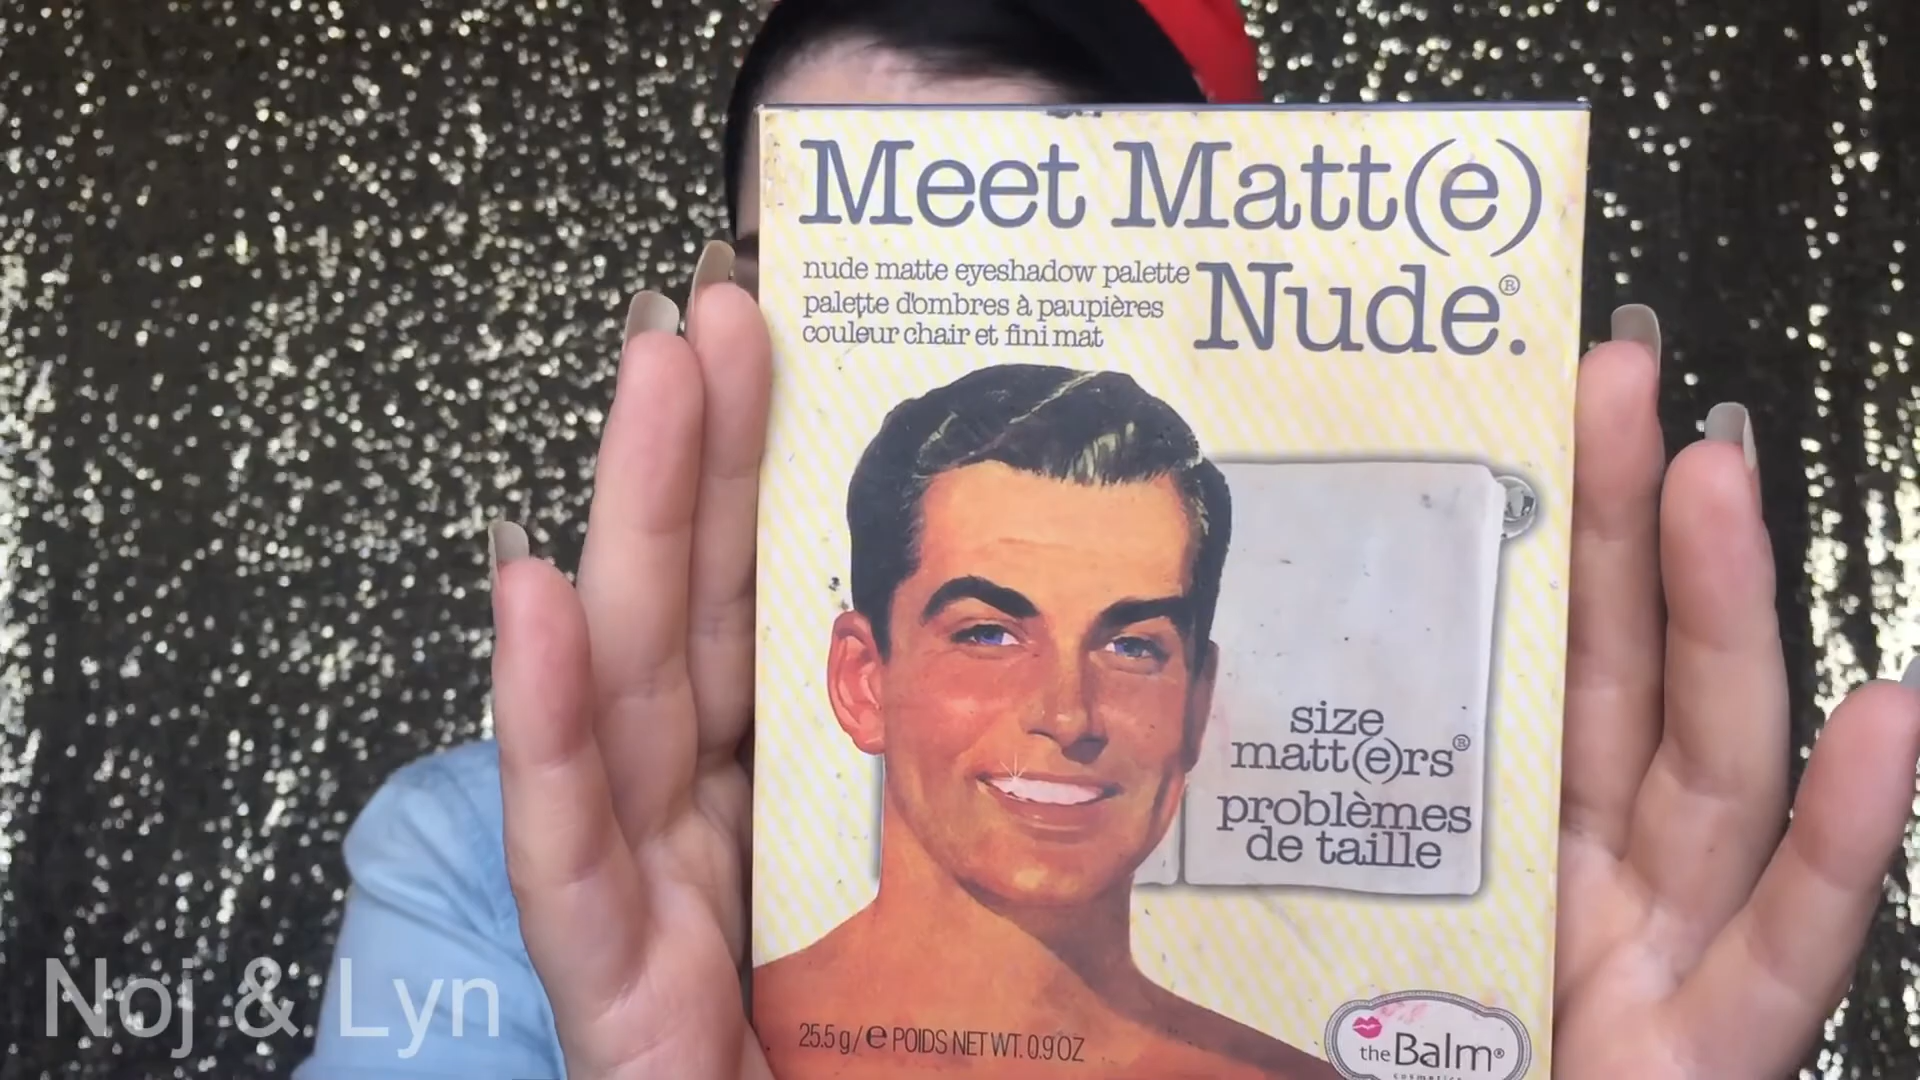 Meet Matt(e)
Nude.®
nude matte eyeshadow palette
palette d'ombres à paupières
couleur chair et fini mat
size
matt(e)rs®
problèmes
de taille
25.5 g/e POIDS NET WT. 0.9 OZ
theBalm®
cosmetics
Noj & Lyn